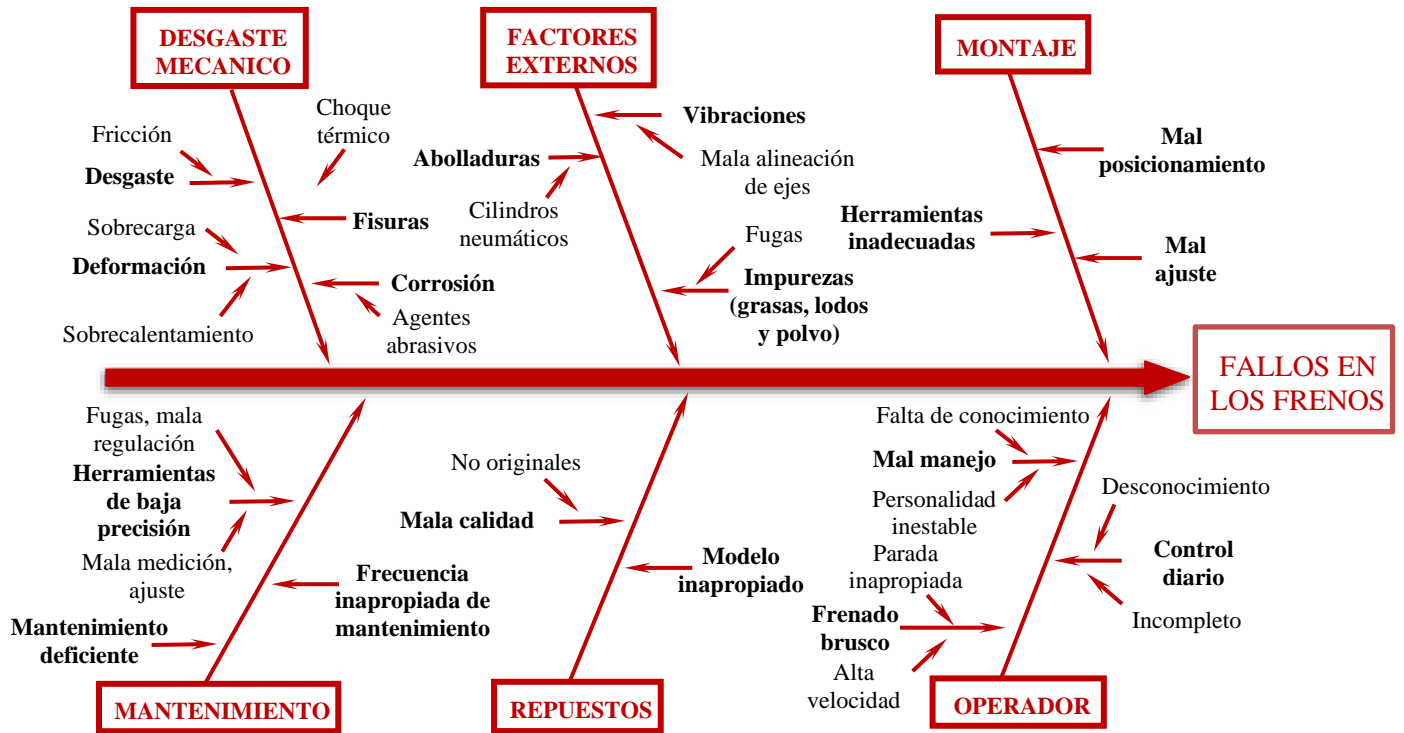 DESGASTE
MECANICO
FACTORES
EXTERNOS
MONTAJE
Choque
térmico
Fricción
Desgaste
Fisuras
Sobrecarga
Deformación
Corrosión
Sobrecalentamiento
Agentes
abrasivos
Vibraciones
Abolladuras
Mala alineación
de ejes
Cilindros
neumáticos
Fugas
Impurezas
(grasas, lodos
y polvo)
Mal
posicionamiento
Herramientas
inadecuadas
Mal
ajuste
FALLOS EN
LOS FRENOS
Fugas, mala
regulación
Herramientas
de baja
precisión
Mala medición,
ajuste
Frecuencia
inapropiada de
mantenimiento
Mantenimiento
deficiente
No originales
Mala calidad
Modelo
inapropiado
Falta de conocimiento
Mal manejo
Personalidad
inestable
Desconocimiento
Control
diario
Incompleto
Parada
inapropiada
Frenado
brusco
Alta
velocidad
MANTENIMIENTO
REPUESTOS
OPERADOR